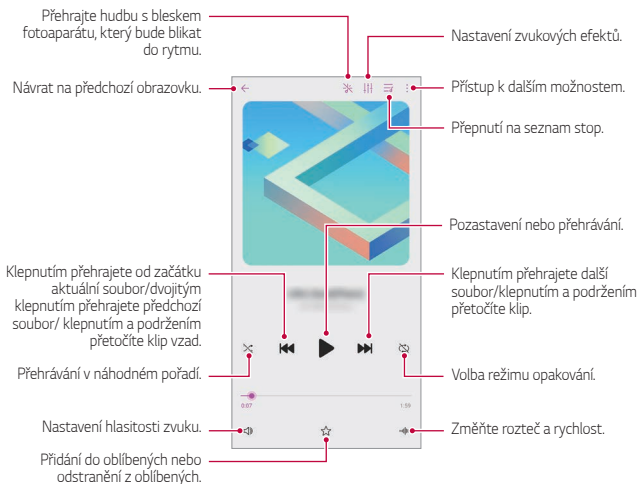 Přehrajte hudbu s bleskem
fotoaparátu, který bude blikat
do rytmu.
Nastavení zvukových efektů.
Návrat na předchozí obrazovku.
Přístup k dalším možnostem.
Přepnutí na seznam stop.
Pozastavení nebo přehrávání.
Klepnutím přehrajete od začátku
aktuální soubor/dvojitým
klepnutím přehrajete předchozí
soubor/ klepnutím a podržením
přetočíte klip vzad.
Klepnutím přehrajete další
soubor/klepnutím a podržením
přetočíte klip.
Přehrávání v náhodném pořadí.
Volba režimu opakování.
0:07
1:59
Nastavení hlasitosti zvuku.
Změňte rozteč a rychlost.
Přidání do oblíbených nebo
odstranění z oblíbených.